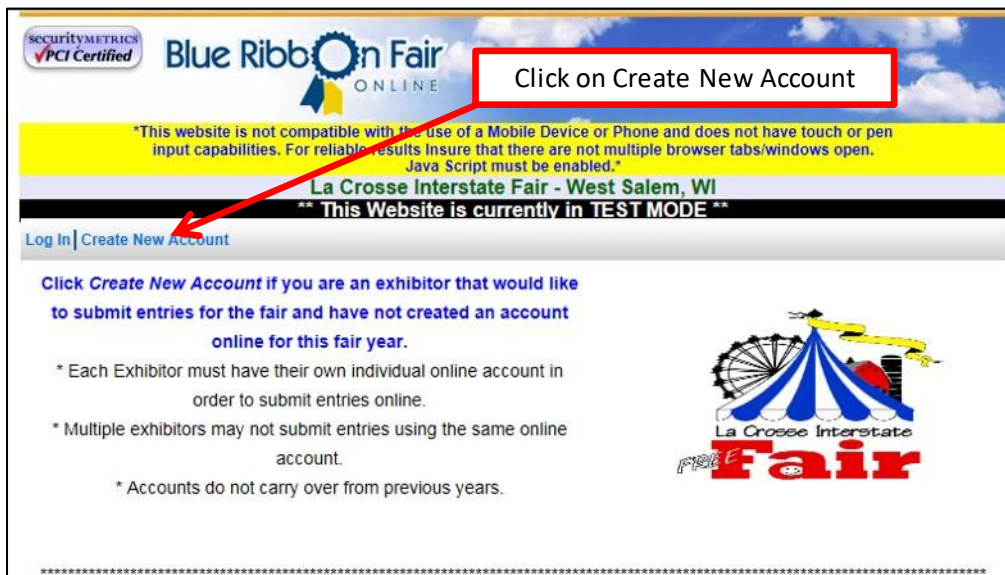 securityMETRICS
PCI Certified
Blue Ribbon Fair
ONLINE
Click on Create New Account
*This website is not compatible with the use of a Mobile Device or Phone and does not have touch or pen
input capabilities. For reliable results Insure that there are not multiple browser tabs/windows open.
Java Script must be enabled.*
La Crosse Interstate Fair - West Salem, WI
** This Website is currently in TEST MODE **
Log In| Create New Account
Click Create New Account if you are an exhibitor that would like
to submit entries for the fair and have not created an account
online for this fair year.
* Each Exhibitor must have their own individual online account in
order to submit entries online.
* Multiple exhibitors may not submit entries using the same online
account.
* Accounts do not carry over from previous years.
La Crosse Interstate
FREE Fair
****************************************************************************************************************************************